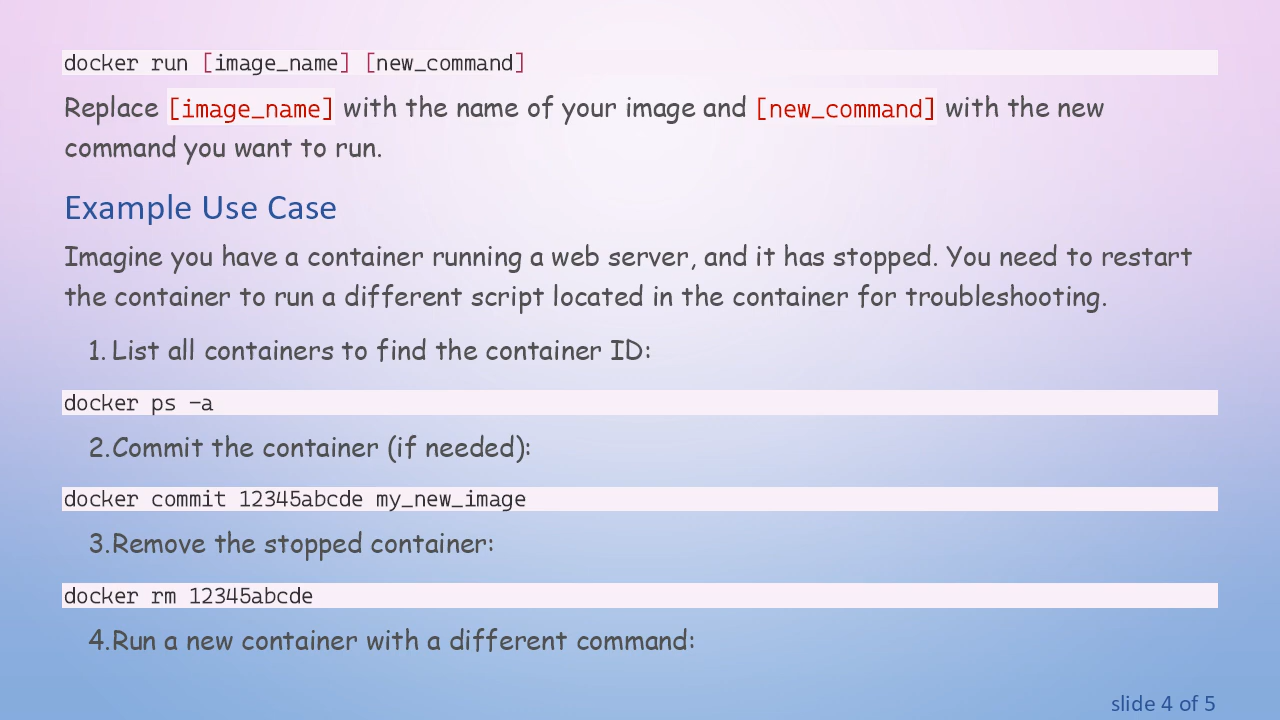 docker run [image_name] [new_command]
Replace [image_name] with the name of your image and [new_command] with the new
command you want to run.
Example Use Case
Imagine you have a container running a web server, and it has stopped. You need to restart
the container to run a different script located in the container for troubleshooting.
1. List all containers to find the container ID:
docker ps -a
2.Commit the container (if needed):
docker commit 12345abcde my_new_image
3.Remove the stopped container:
docker rm 12345abcde
4.Run a new container with a different command:
slide 4 of 5